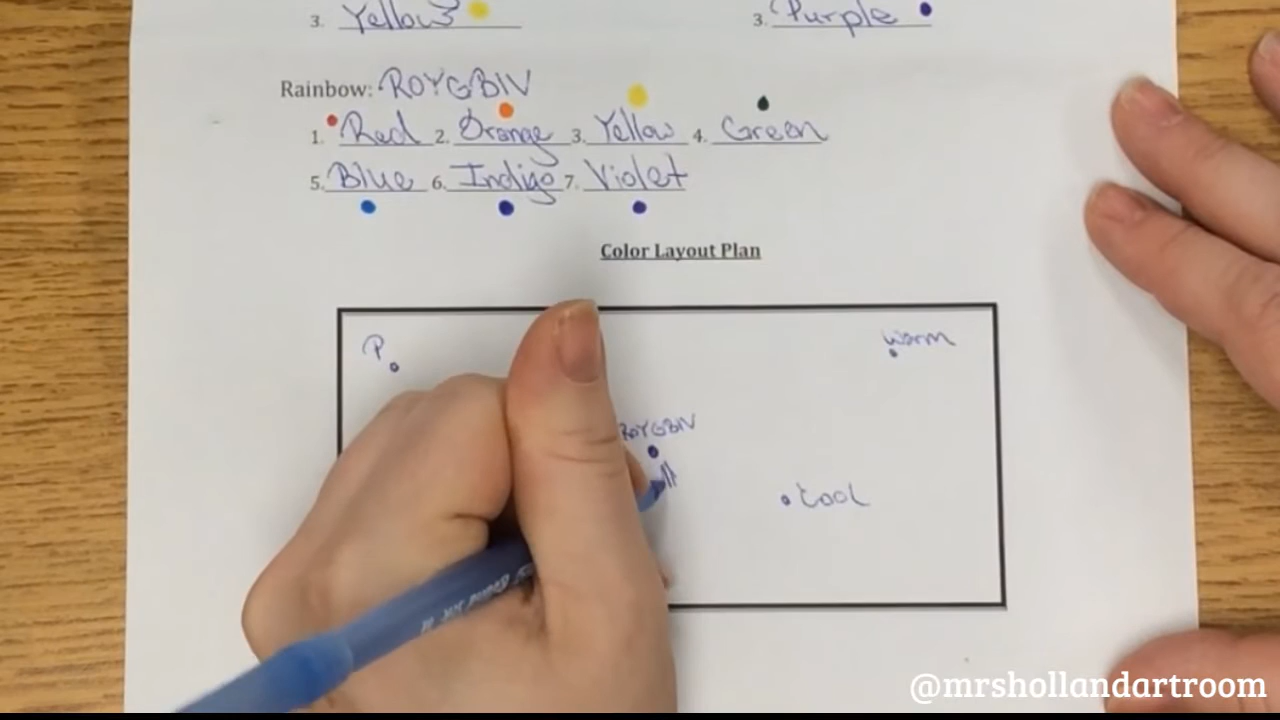 3. Yellow 3. Purple
Rainbow: ROYGBIV
1. Red 2. Orange 3. Yellow 4. Green
5. Blue 6. Indigo 7. Violet
Color Layout Plan
P warm
ROYGBIV
cool
@mrshollandartroom